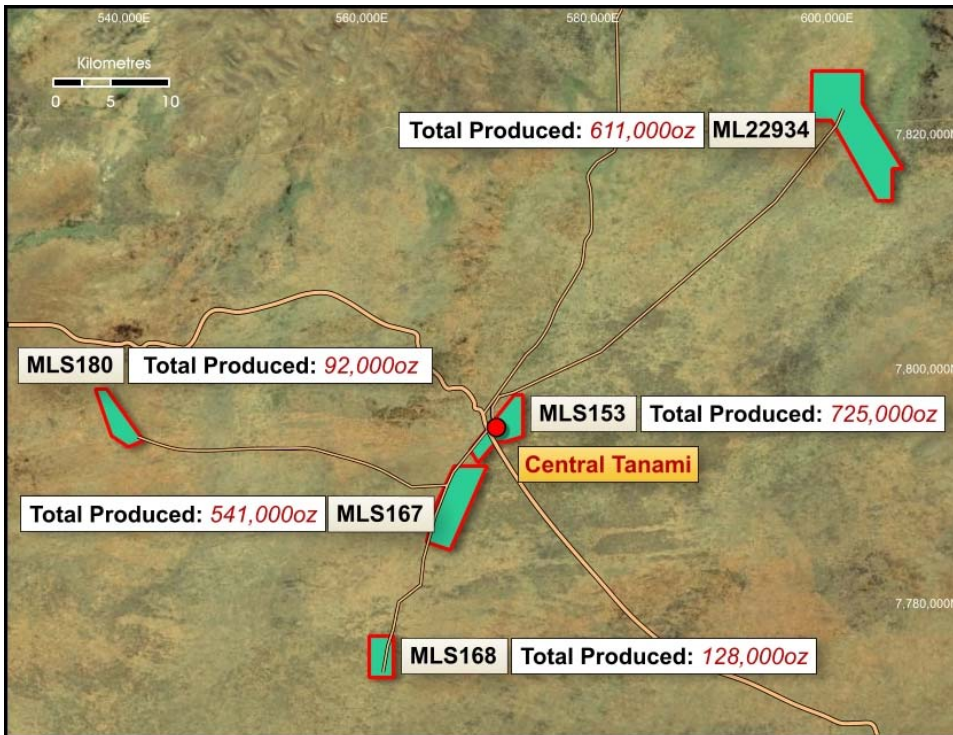 540,000E
560,000E
580,000E
600,000E
Kilometres
0 5 10
Total Produced: 611,000oz
ML22934
7,820,000N
7,800,000N
MLS180
Total Produced: 92,000oz
MLS153
Total Produced: 725,000oz
Central Tanami
Total Produced: 541,000oz
MLS167
7,780,000N
MLS168
Total Produced: 128,000oz